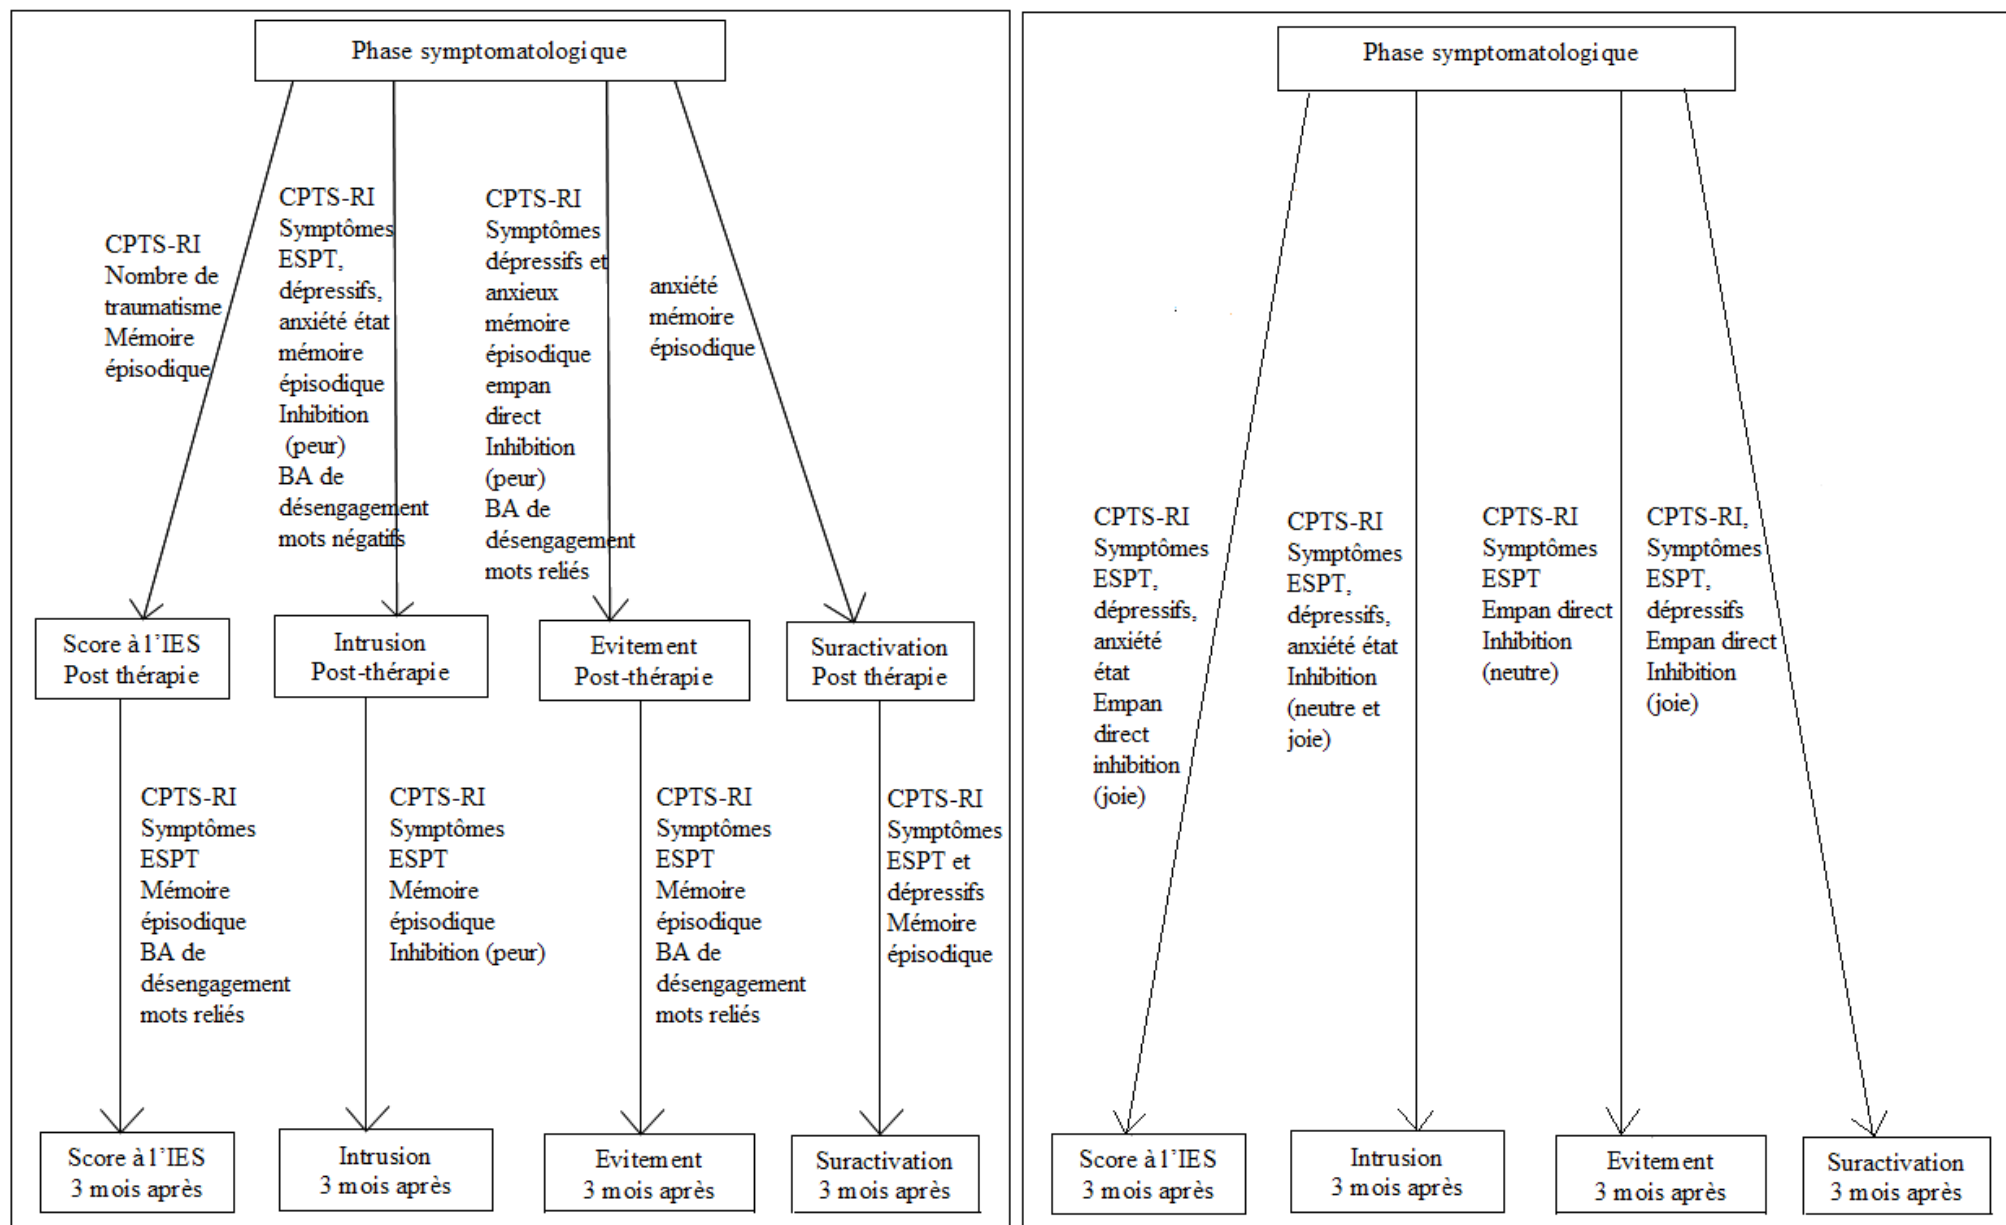 Phase symptomatologique
CPTS-RI
Nombre de
traumatisme
Mémoire
épisodique
CPTS-RI
Symptômes
ESPT,
dépressifs,
anxiété état
mémoire
épisodique
Inhibition
(peur)
BA de
désengagement
mots négatifs
CPTS-RI
Symptômes
dépressifs et
anxieux
mémoire
épisodique
empan
direct
Inhibition
(peur)
BA de
désengagement
mots reliés
anxiété
mémoire
épisodique
Score à l'IES
Post thérapie
Intrusion
Post-thérapie
Evitement
Post-thérapie
Suractivation
Post thérapie
CPTS-RI
Symptômes
ESPT
Mémoire
épisodique
BA de
désengagement
mots reliés
CPTS-RI
Symptômes
ESPT
Mémoire
épisodique
Inhibition (peur)
CPTS-RI
Symptômes
ESPT
Mémoire
épisodique
BA de
désengagement
mots reliés
CPTS-RI
Symptômes
ESPT et
dépressifs
Mémoire
épisodique
Score à l'IES
3 mois après
Intrusion
3 mois après
Evitement
3 mois après
Suractivation
3 mois après
Phase symptomatologique
CPTS-RI
Symptômes
ESPT,
dépressifs,
anxiété
état
Empan
direct
inhibition
(joie)
CPTS-RI
Symptômes
ESPT,
dépressifs,
anxiété état
Inhibition
(neutre et
joie)
CPTS-RI
Symptômes
ESPT
Empan direct
Inhibition
(neutre)
CPTS-RI,
Symptômes
ESPT,
dépressifs
Empan direct
Inhibition
(joie)
Score à l'IES
3 mois après
Intrusion
3 mois après
Evitement
3 mois après
Suractivation
3 mois après